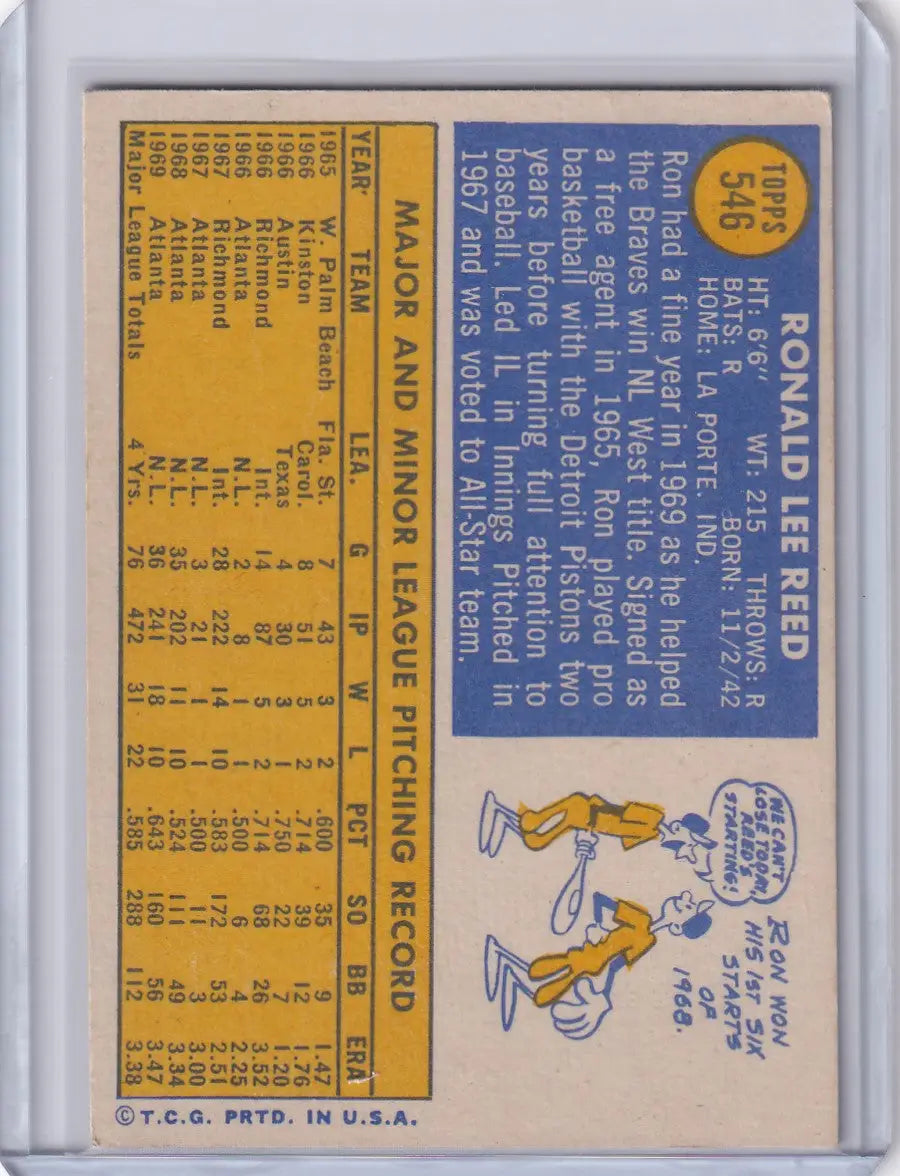 TOPPS
546
RONALD LEE REED
HT: 6'6" WT: 215 THROWS: R
BATS: R BORN: 11/2/42
HOME: LA PORTE, IND.
Ron had a fine year in 1969 as he helped
the Braves win NL West title. Signed as
a free agent in 1965, Ron played pro
basketball with the Detroit Pistons two
years before turning full attention to
baseball. Led IL in Innings Pitched in
1967 and was voted to All-Star team.
WE CAN'T
LOSE TODAY,
REED'S
STARTING!
RON WON
HIS 1ST SIX
STARTS
OF
1968.
MAJOR AND MINOR LEAGUE PITCHING RECORD
YEAR TEAM LEA. G IP W L PCT SO BB ERA
1965 W. Palm Beach Fla. St. 7 43 3 2 .600 35 9 1.47
1966 Kinston Carol. 8 51 5 2 .714 39 12 1.76
1966 Austin Texas 4 30 3 1 .750 22 7 1.20
1966 Richmond Int. 14 87 5 2 .714 68 26 3.52
1966 Atlanta N.L. 2 8 1 1 .500 6 4 2.25
1967 Richmond Int. 28 222 14 10 .583 172 53 2.51
1967 Atlanta N.L. 3 21 1 1 .500 11 3 3.00
1968 Atlanta N.L. 35 202 11 10 .524 111 49 3.34
1969 Atlanta N.L. 36 241 18 10 .643 160 56 3.47
Major League Totals 4 Yrs. 76 472 31 22 .585 288 112 3.38
© T.C.G. PRTD. IN U.S.A.